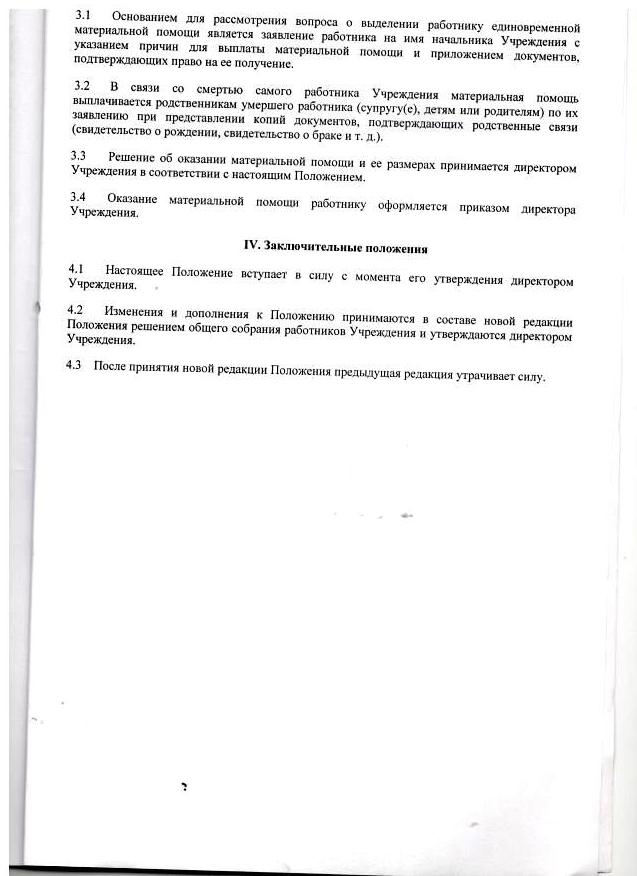 3.1 Основанием для рассмотрения вопроса о выделении работнику единовременной
материальной помощи является заявление работника на имя начальника Учреждения с
указанием причин для выплаты материальной помощи и приложением документов,
подтверждающих право на ее получение.
3.2 В связи со смертью самого работника Учреждения материальная помощь
выплачивается родственникам умершего работника (супругу(е), детям или родителям) по их
заявлению при представлении копий документов, подтверждающих родственные связи
(свидетельство о рождении, свидетельство о браке и т. д.).
3.3 Решение об оказании материальной помощи и ее размерах принимается директором
Учреждения в соответствии с настоящим Положением.
3.4 Оказание материальной помощи работнику оформляется приказом директора
Учреждения.
IV. Заключительные положения
4.1 Настоящее Положение вступает в силу с момента его утверждения директором
Учреждения.
4.2 Изменения и дополнения к Положению принимаются в составе новой редакции
Положения решением общего собрания работников Учреждения и утверждаются директором
Учреждения.
4.3 После принятия новой редакции Положения предыдущая редакция утрачивает силу.